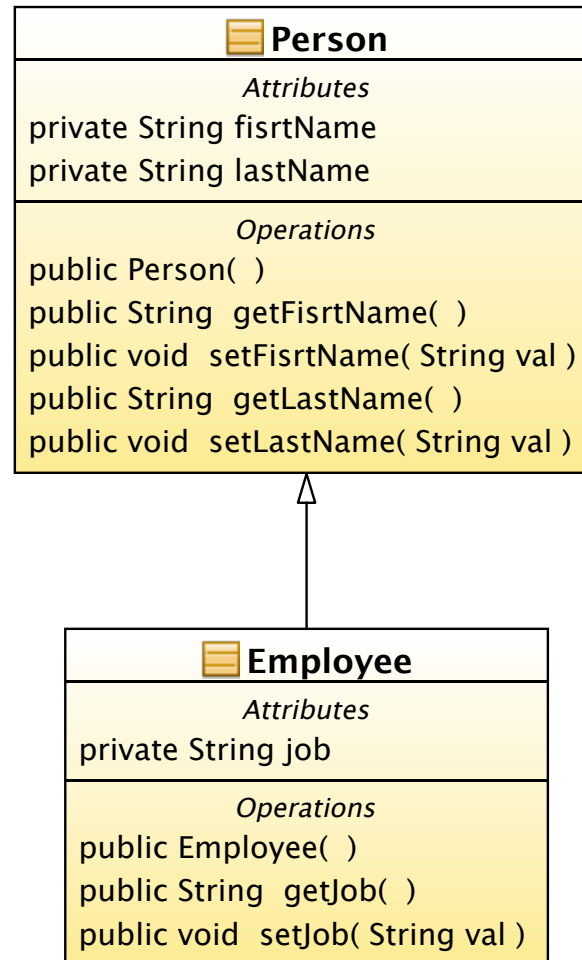 Person
Attributes
private String fisrtName
private String lastName
Operations
public Person( )
public String getFisrtName( )
public void setFisrtName( String val )
public String getLastName( )
public void setLastName( String val )
Employee
Attributes
private String job
Operations
public Employee( )
public String getJob( )
public void setJob( String val )